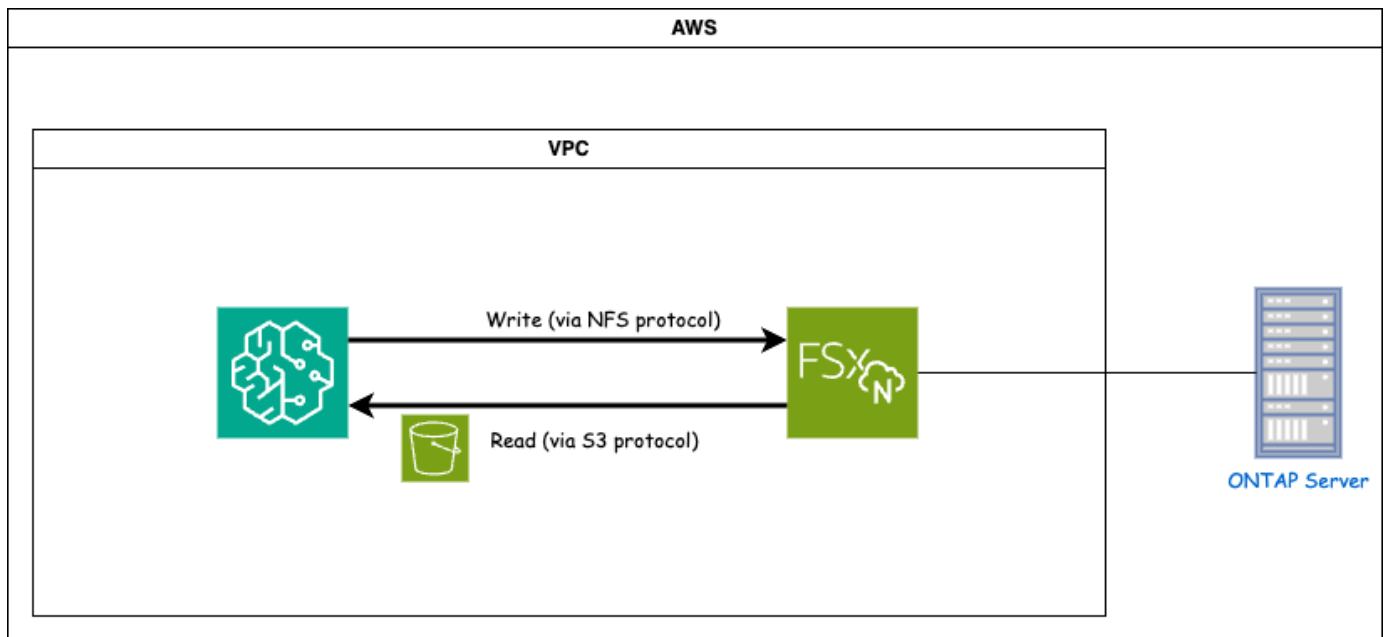 AWS
VPC
Write (via NFS protocol)
FSx
N
Read (via S3 protocol)
ONTAP Server